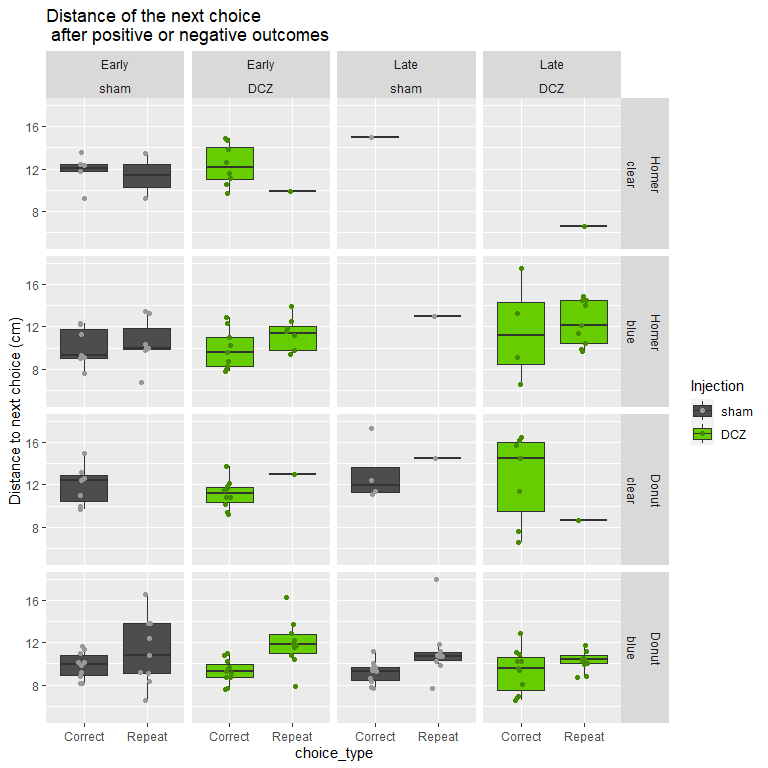 Distance of the next choice
after positive or negative outcomes
Early Early Late Late
sham DCZ sham DCZ
16
12
8
Homer
clear
16
12
8
Homer
blue
16
12
8
Donut
clear
16
12
8
Donut
blue
Distance to next choice (cm)
Correct Repeat Correct Repeat Correct Repeat Correct Repeat
choice_type
Injection
sham
DCZ